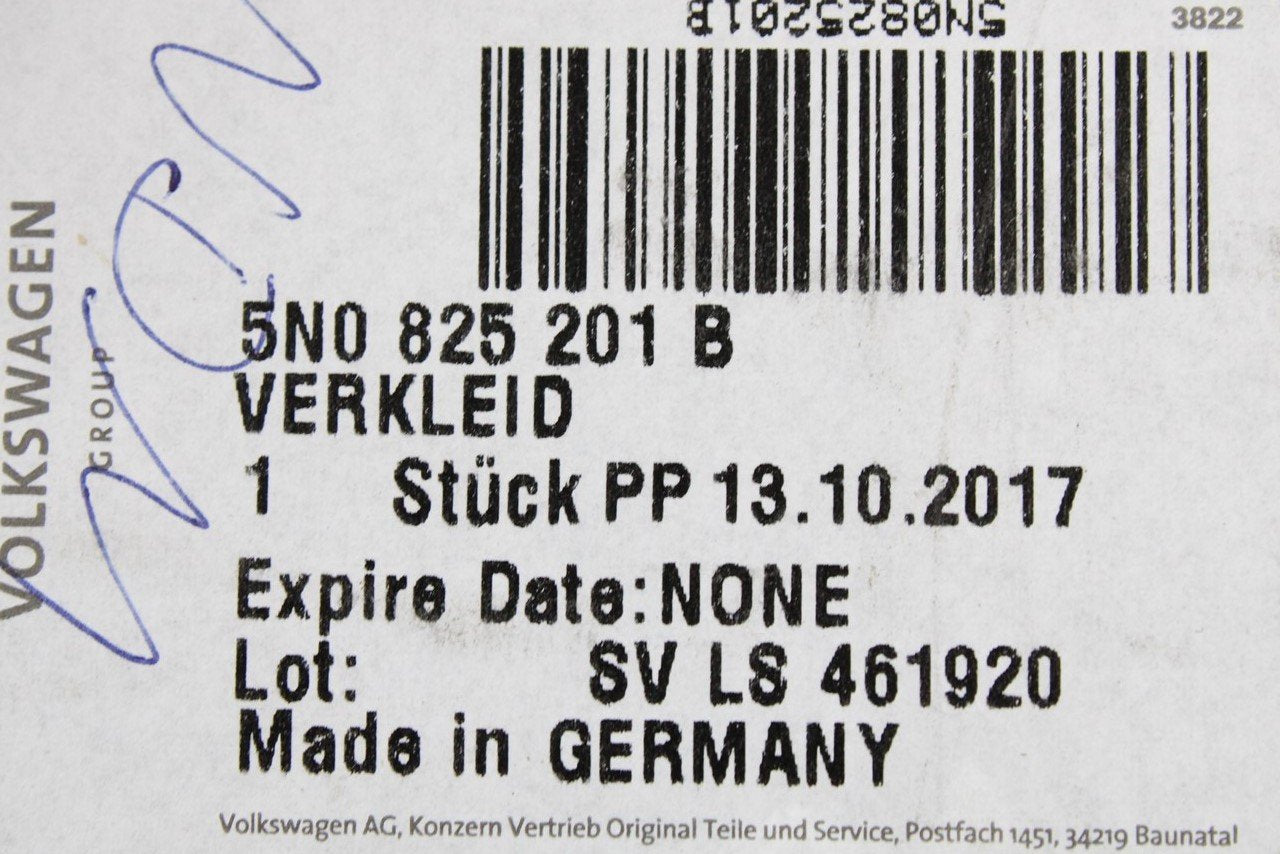 5N0825201B
3822
5N0 825 201 B
VERKLEID
1 Stück PP 13.10.2017
Expire Date:NONE
Lot: SV LS 461920
Made in GERMANY
Volkswagen AG, Konzern Vertrieb Original Teile und Service, Postfach 1451, 34219 Baunatal
VOLKSWAGEN
GROUP